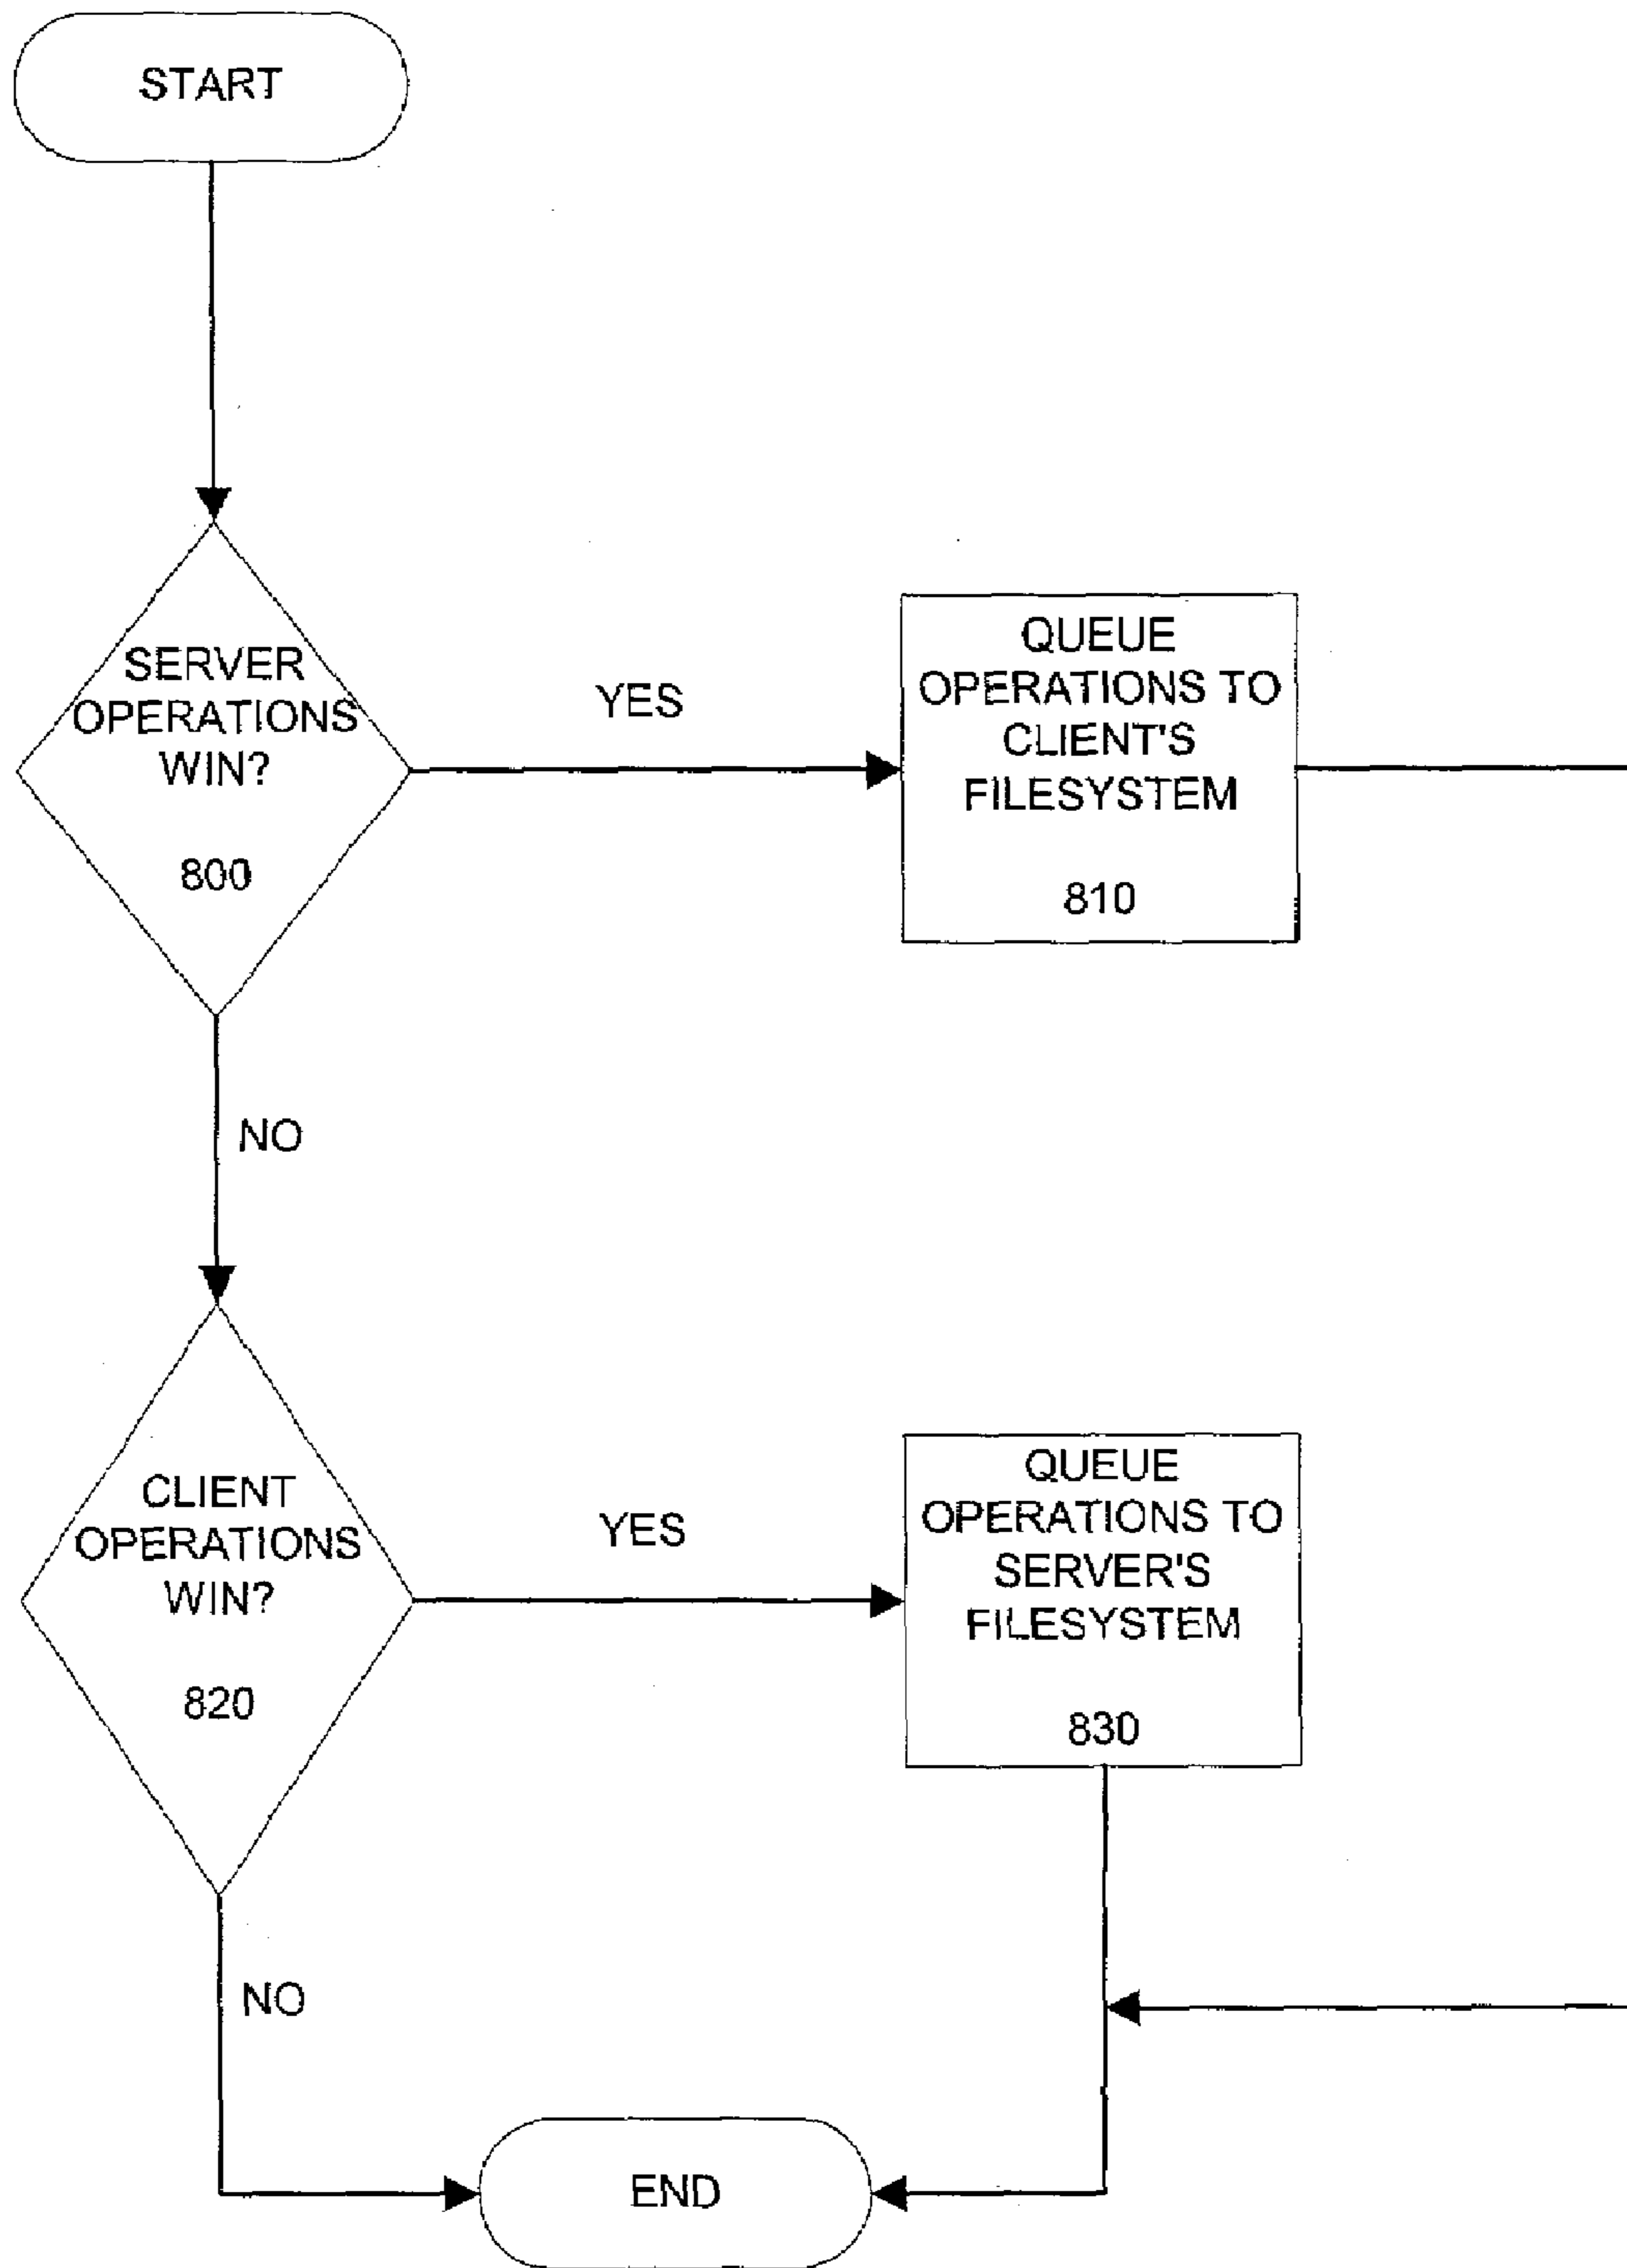 START
SERVER
OPERATIONS
WIN?
800
YES
QUEUE
OPERATIONS TO
CLIENT'S
FILESYSTEM
810
NO
CLIENT
OPERATIONS
WIN?
820
YES
QUEUE
OPERATIONS TO
SERVER'S
FILESYSTEM
830
NO
END